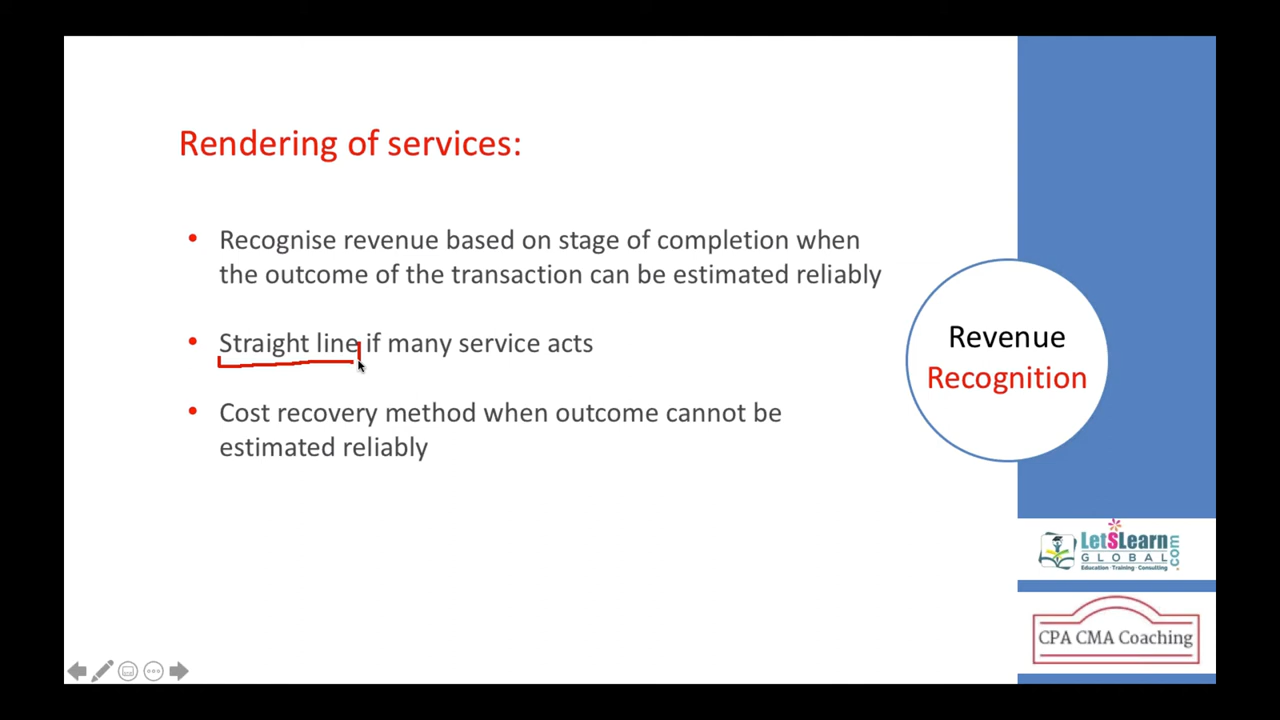 Rendering of services:
Recognise revenue based on stage of completion when
the outcome of the transaction can be estimated reliably
Straight line if many service acts
Cost recovery method when outcome cannot be
estimated reliably
Revenue
Recognition
LetSLearn
GLOBAL
.com
Education·Training·Consulting
CPA CMA Coaching